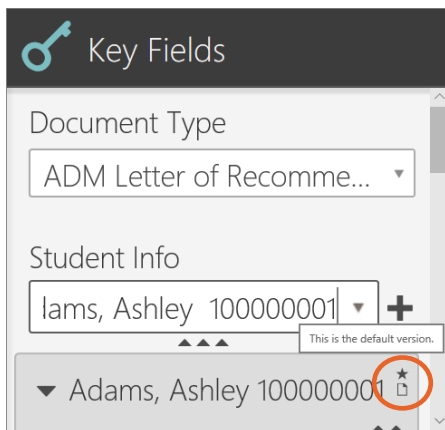 Key Fields
Document Type
ADM Letter of Recomme...
Student Info
dams, Ashley 100000001
This is the default version.
Adams, Ashley 100000001